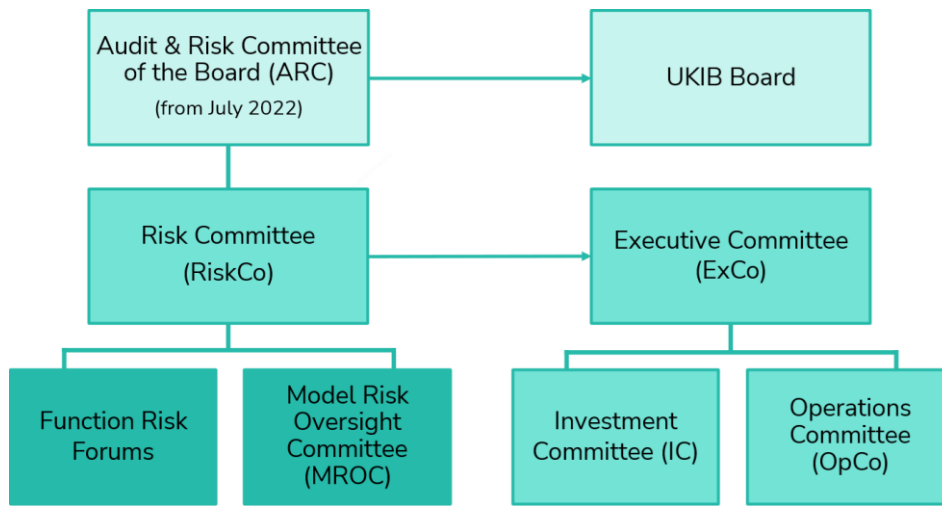 Audit & Risk Committee
of the Board (ARC)
(from July 2022)
UKIB Board
Risk Committee
(RiskCo)
Executive Committee
(ExCo)
Function Risk
Forums
Model Risk
Oversight
Committee
(MROC)
Investment
Committee (IC)
Operations
Committee
(OpCo)